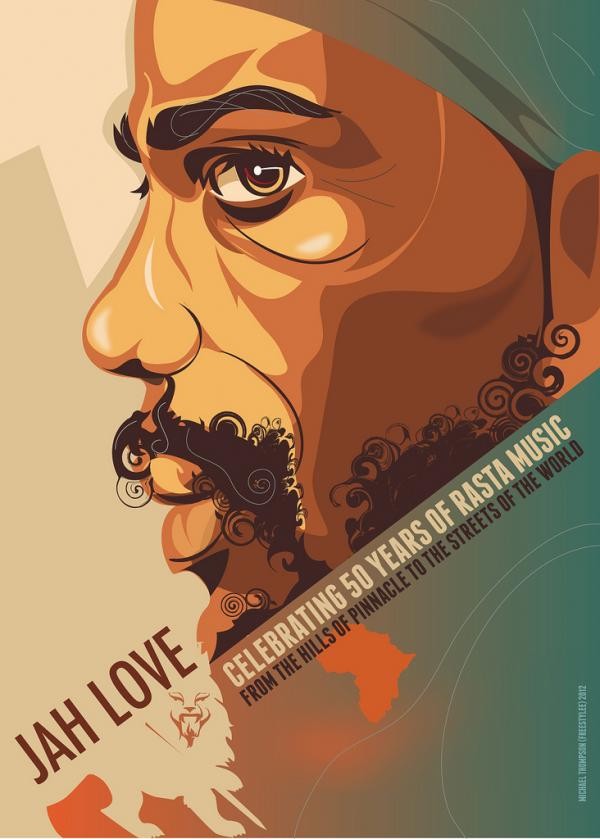 CELEBRATING 50 YEARS OF RASTA MUSIC
FROM THE HILLS OF PINNACLE TO THE STREETS OF THE WORLD
JAH LOVE
MICHAEL THOMPSON (FREESTYLEE) 2012